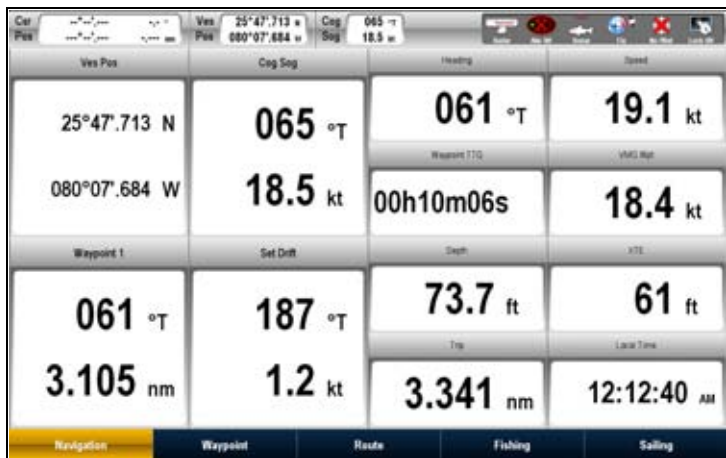 Cur Pos --°--'.--- -.- - ---°--'.--- -.--- nm
Ves Pos 25°47'.713 N 080°07'.684 W
Cog 065 °T Sog 18.5 kt
Ves Pos
25°47'.713 N
080°07'.684 W
Cog Sog
065 °T
18.5 kt
Heading
061 °T
Speed
19.1 kt
Waypoint TTG
00h10m06s
VMG Wpt
18.4 kt
Waypoint 1
061 °T
3.105 nm
Set Drift
187 °T
1.2 kt
Depth
73.7 ft
XTE
61 ft
Trip
3.341 nm
Local Time
12:12:40 AM
Navigation Waypoint Route Fishing Sailing